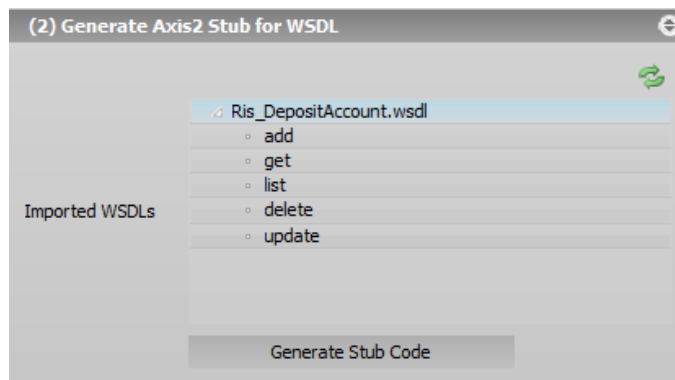 (2) Generate Axis2 Stub for WSDL
Ris_DepositAccount.wsdl
add
get
list
Imported WSDLs
delete
update
Generate Stub Code